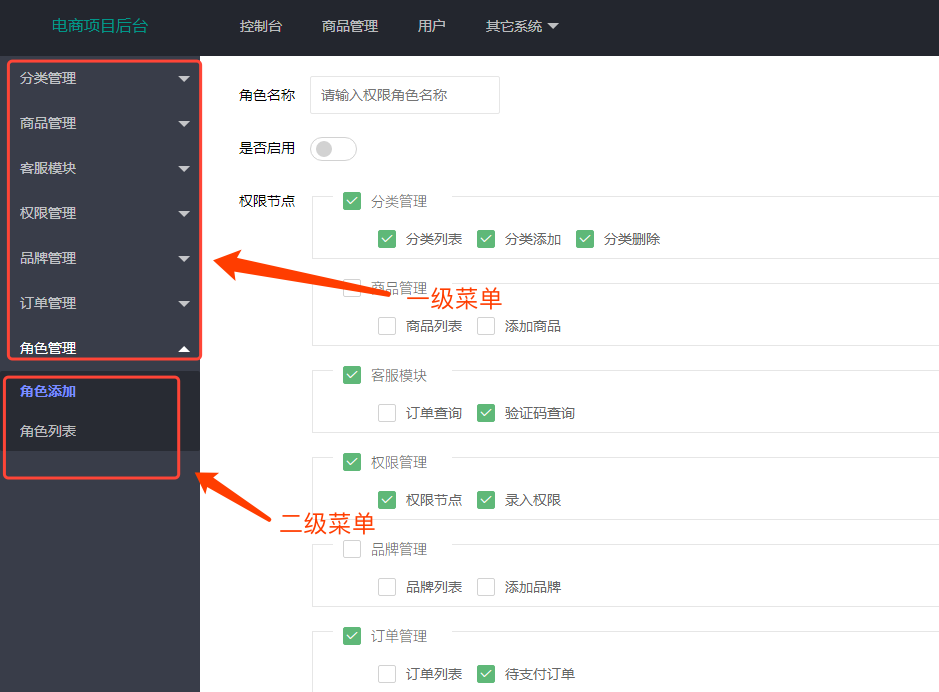 电商项目后台 控制台 商品管理 用户 其它系统
分类管理
商品管理
客服模块
权限管理
品牌管理
订单管理
角色管理
角色添加
角色列表
角色名称 请输入权限角色名称
是否启用
权限节点 分类管理
分类列表 分类添加 分类删除
商品管理
一级菜单
商品列表 添加商品
客服模块
订单查询 验证码查询
权限管理
权限节点 录入权限
二级菜单
品牌管理
品牌列表 添加品牌
订单管理
订单列表 待支付订单